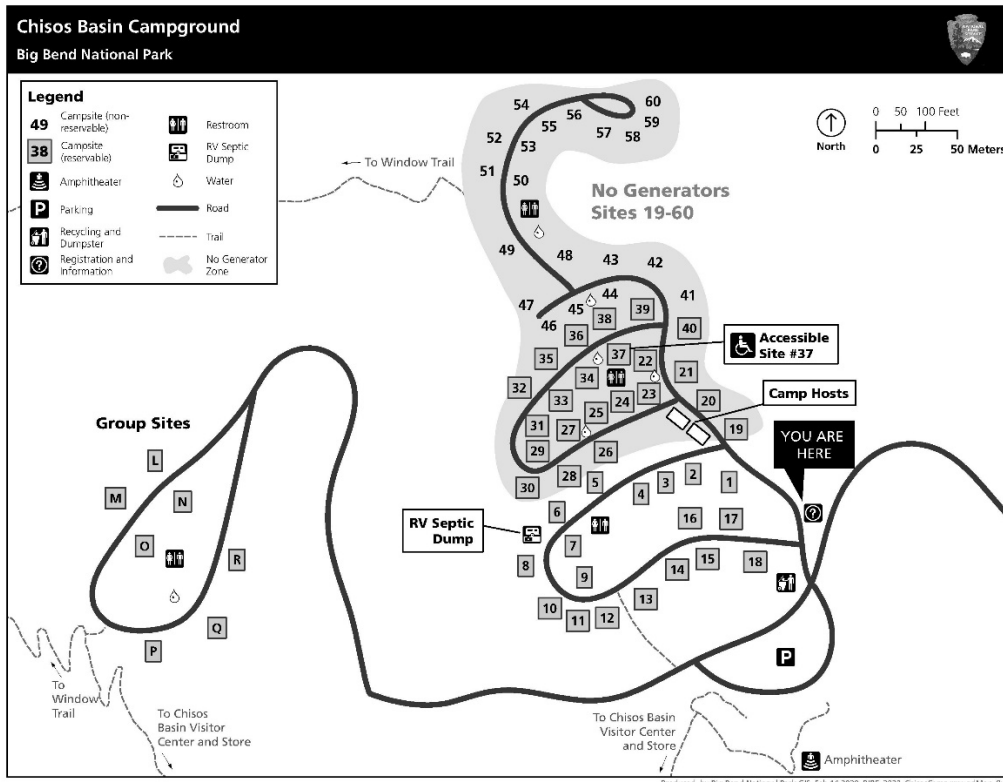 Chisos Basin Campground
Big Bend National Park
Legend
49 Campsite (non-
reservable)
38 Campsite
(reservable)
Amphitheater
P Parking
Recycling and
Dumpster
? Registration and
Information
Restroom
RV Septic
Dump
Water
Road
Trail
No Generator
Zone
North
0 50 100 Feet
0 25 50 Meters
To Window Trail
No Generators
Sites 19-60
54
56
60
55
57
59
52
53
58
51
50
49
48
43
42
47
45
44
41
46
38
39
40
36
35
37
22
21
34
32
33
23
20
24
25
31
27
19
29
26
28
30
5
4
3
2
1
6
16
17
7
8
9
14
15
18
13
10
11
12
Accessible
Site #37
Camp Hosts
YOU ARE
HERE
?
RV Septic
Dump
Group Sites
L
M
N
O
R
Q
P
P
To
Window
Trail
To Chisos
Basin Visitor
Center and Store
To Chisos Basin
Visitor Center
and Store
Amphitheater